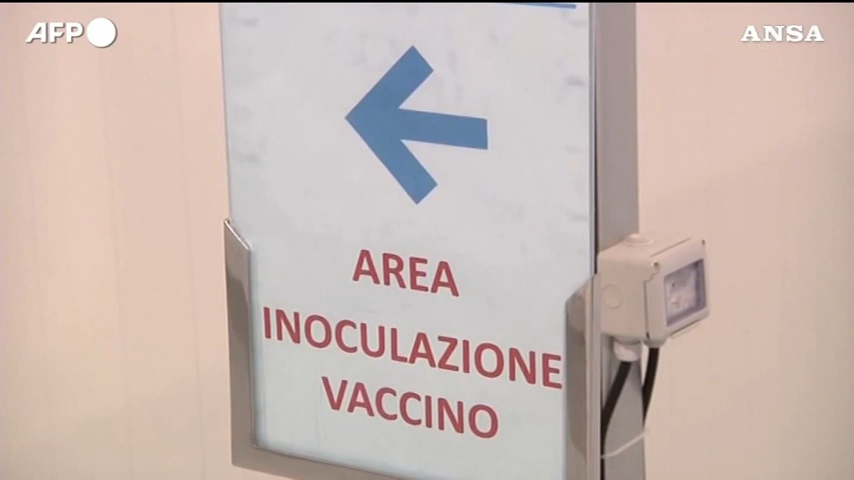 AFP
ANSA
AREA
INOCULAZIONE
VACCINO